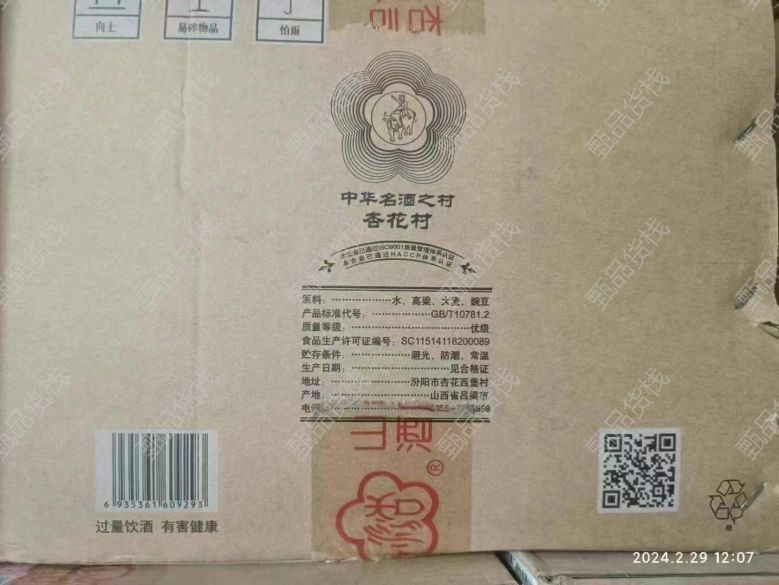 向上
易碎物品
怕雨
中华名酒之村
杏花村
本企业已通过ISO9001质量管理体系认证
本企业已通过HACCP体系认证
原料：水、高粱、大麦、豌豆
产品标准代号：GB/T10781.2
质量等级：优级
食品生产许可证编号：SC11514118200089
贮存条件：避光、防潮、常温
生产日期：见合格证
地址：汾阳市杏花西堡村
产地：山西省吕梁市
6 935361 609293
过量饮酒 有害健康
®
2024.2.29 12:07
甄品货栈